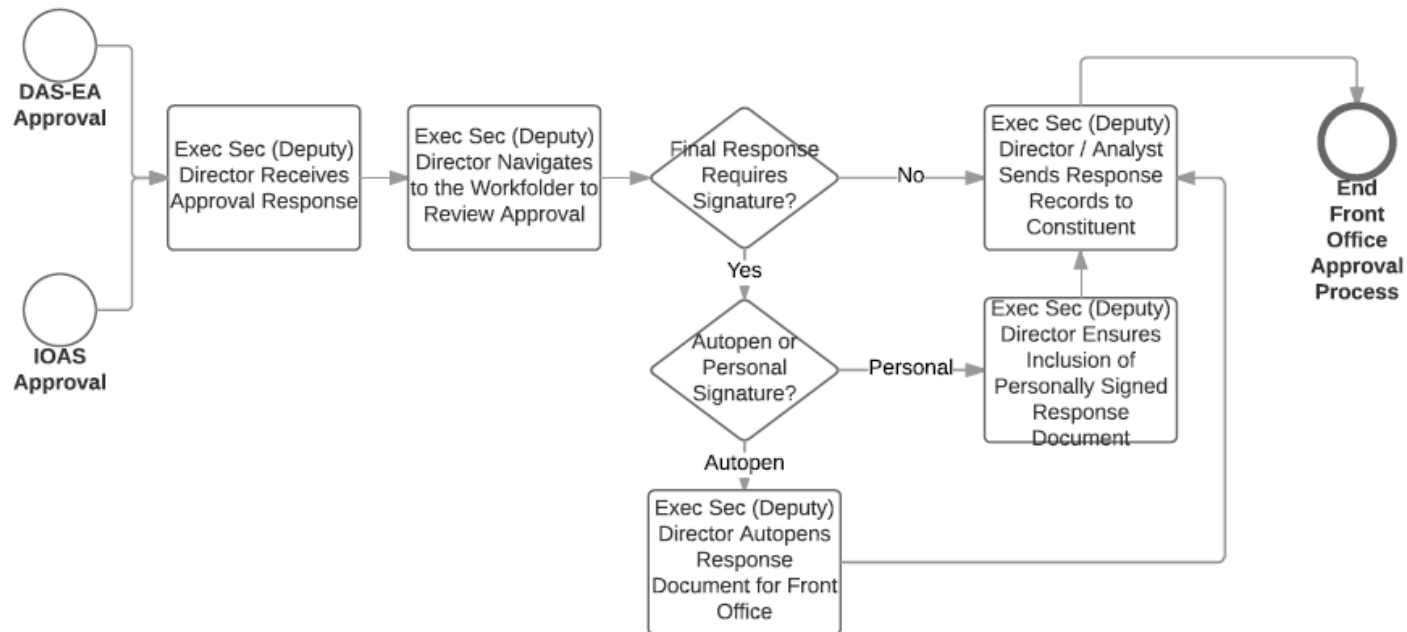 DAS-EA
Approval
IOAS
Approval
Exec Sec (Deputy)
Director Receives
Approval Response
Exec Sec (Deputy)
Director Navigates
to the Workfolder to
Review Approval
Final Response
Requires
Signature?
No
Yes
Autopen or
Personal
Signature?
Personal
Autopen
Exec Sec (Deputy)
Director Autopens
Response
Document for Front
Office
Exec Sec (Deputy)
Director Ensures
Inclusion of
Personally Signed
Response
Document
Exec Sec (Deputy)
Director / Analyst
Sends Response
Records to
Constituent
End
Front
Office
Approval
Process